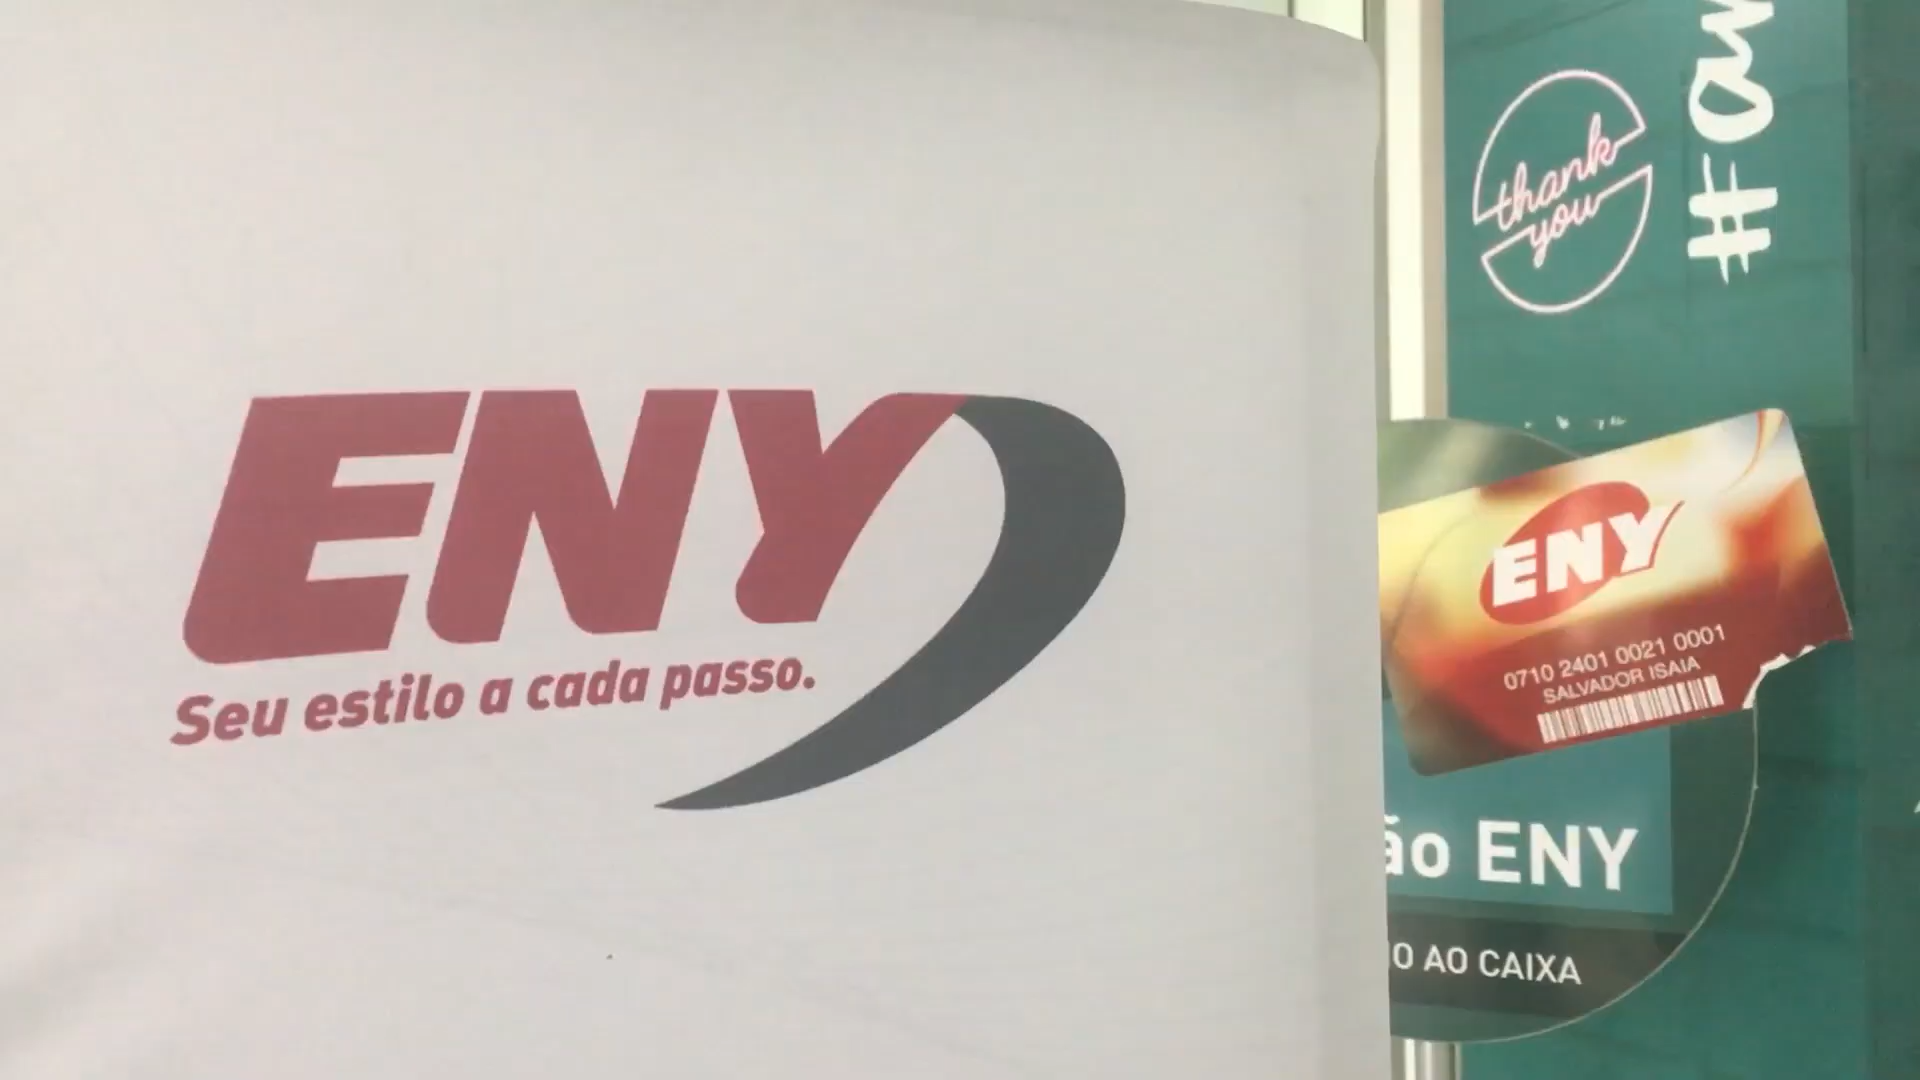 ENY
Seu estilo a cada passo.
thank
you
ENY
0710 2401 0021 0001
SALVADOR ISAIA
ão ENY
AO CAIXA